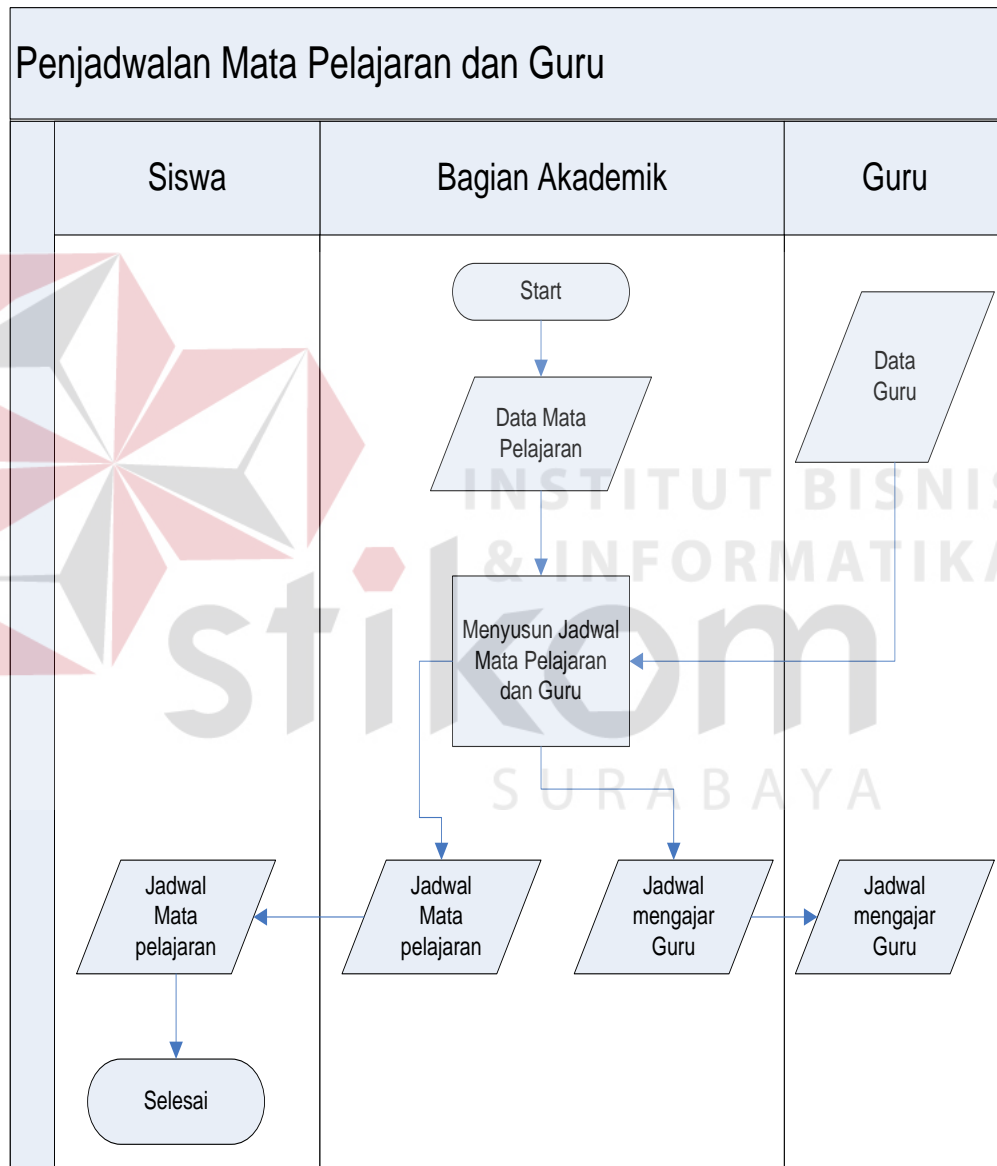 Penjadwalan Mata Pelajaran dan Guru
Siswa
Bagian Akademik
Guru
Start
Data
Guru
Data Mata
Pelajaran
INSTITUT BISNIS
& INFORMATIKA
stikom
SURABAYA
Menyusun Jadwal
Mata Pelajaran
dan Guru
Jadwal
Mata
pelajaran
Jadwal
Mata
pelajaran
Jadwal
mengajar
Guru
Jadwal
mengajar
Guru
Selesai